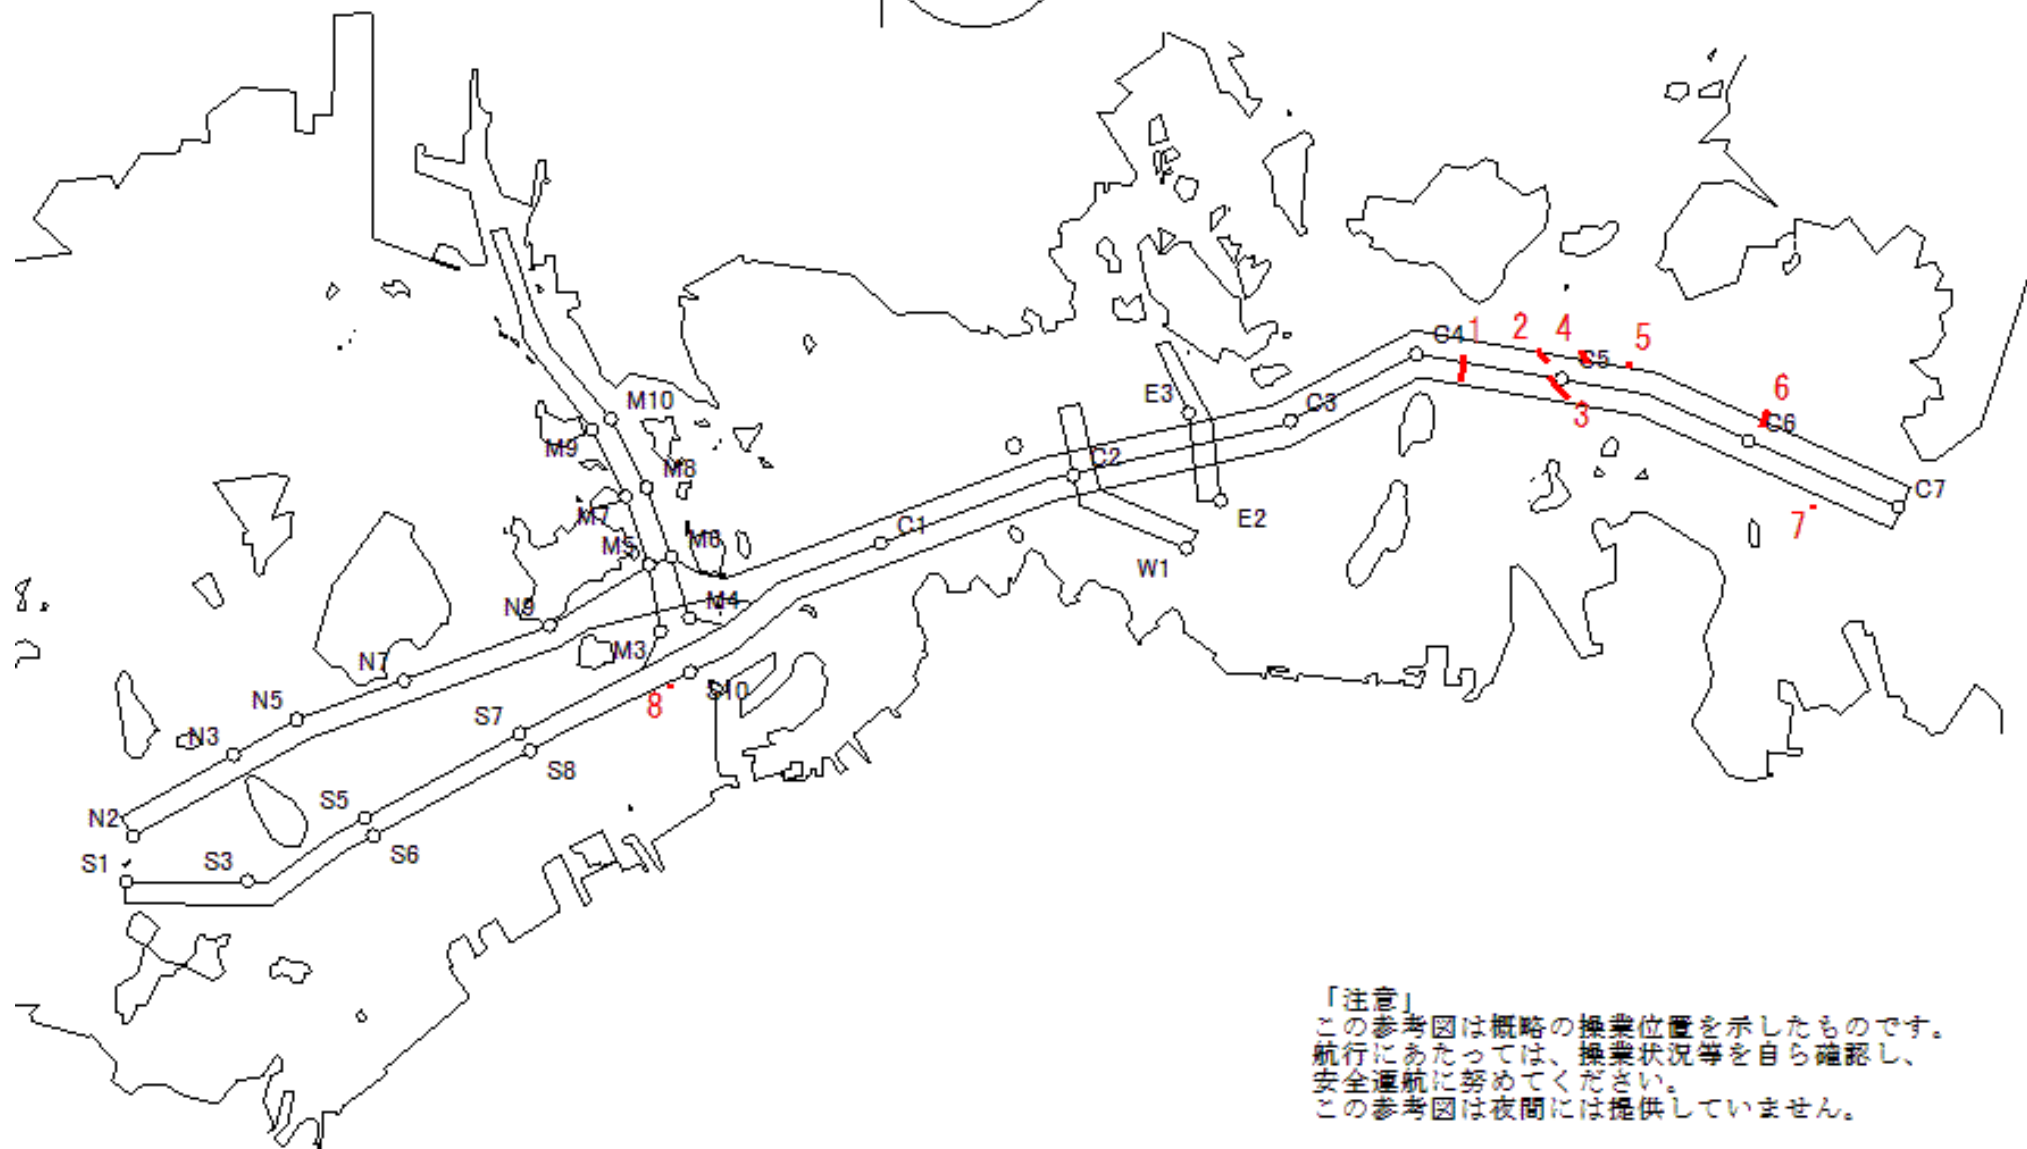 C4
1
2
4
C5
5
3
6
C6
C7
7
E3
C3
C2
E2
W1
C1
M10
M9
M8
M7
M6
M5
M4
M3
N9
N7
N5
N3
N2
S1
S3
S5
S6
S7
S8
S10
8
「注意」
この参考図は概略の操業位置を示したものです。
航行にあたっては、操業状況等を自ら確認し、
安全運航に努めてください。
この参考図は夜間には提供していません。